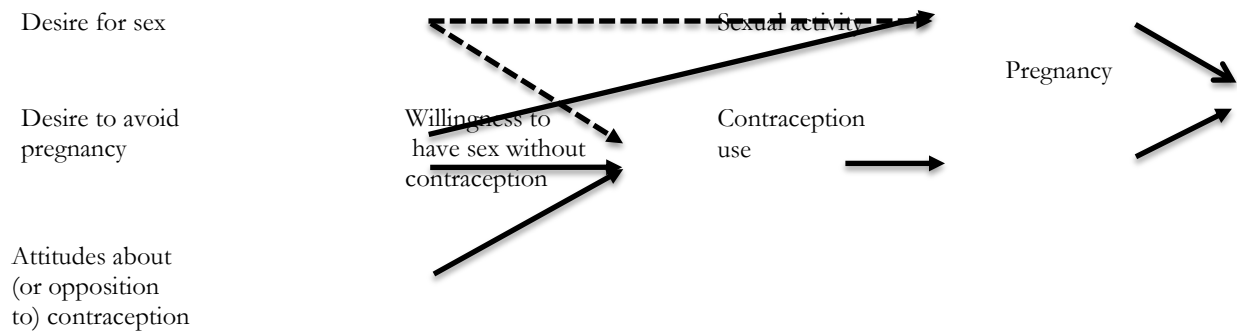 Desire for sex
Sexual activity
Pregnancy
Desire to avoid
pregnancy
Willingness to
have sex without
contraception
Contraception
use
Attitudes about
(or opposition
to) contraception